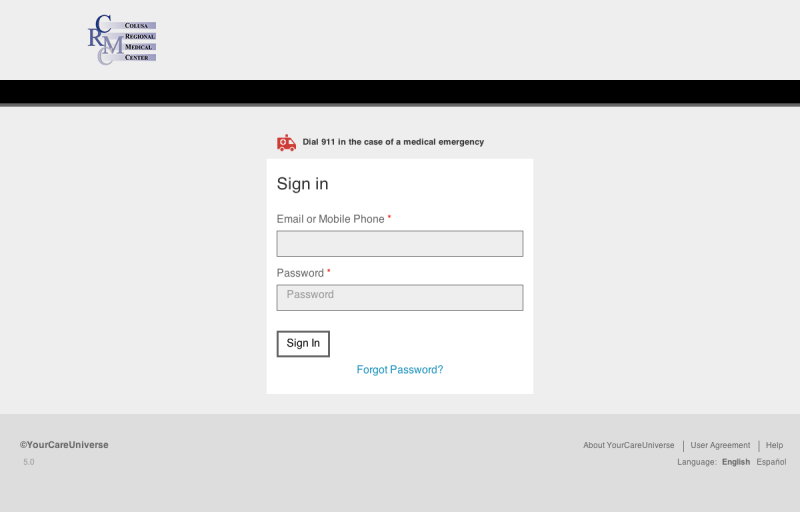 CRMC
COLUSA
REGIONAL
MEDICAL
CENTER
Dial 911 in the case of a medical emergency
Sign in
Email or Mobile Phone *
Password *
Password
Sign In
Forgot Password?
©YourCareUniverse
About YourCareUniverse | User Agreement | Help
5.0
Language: English Español